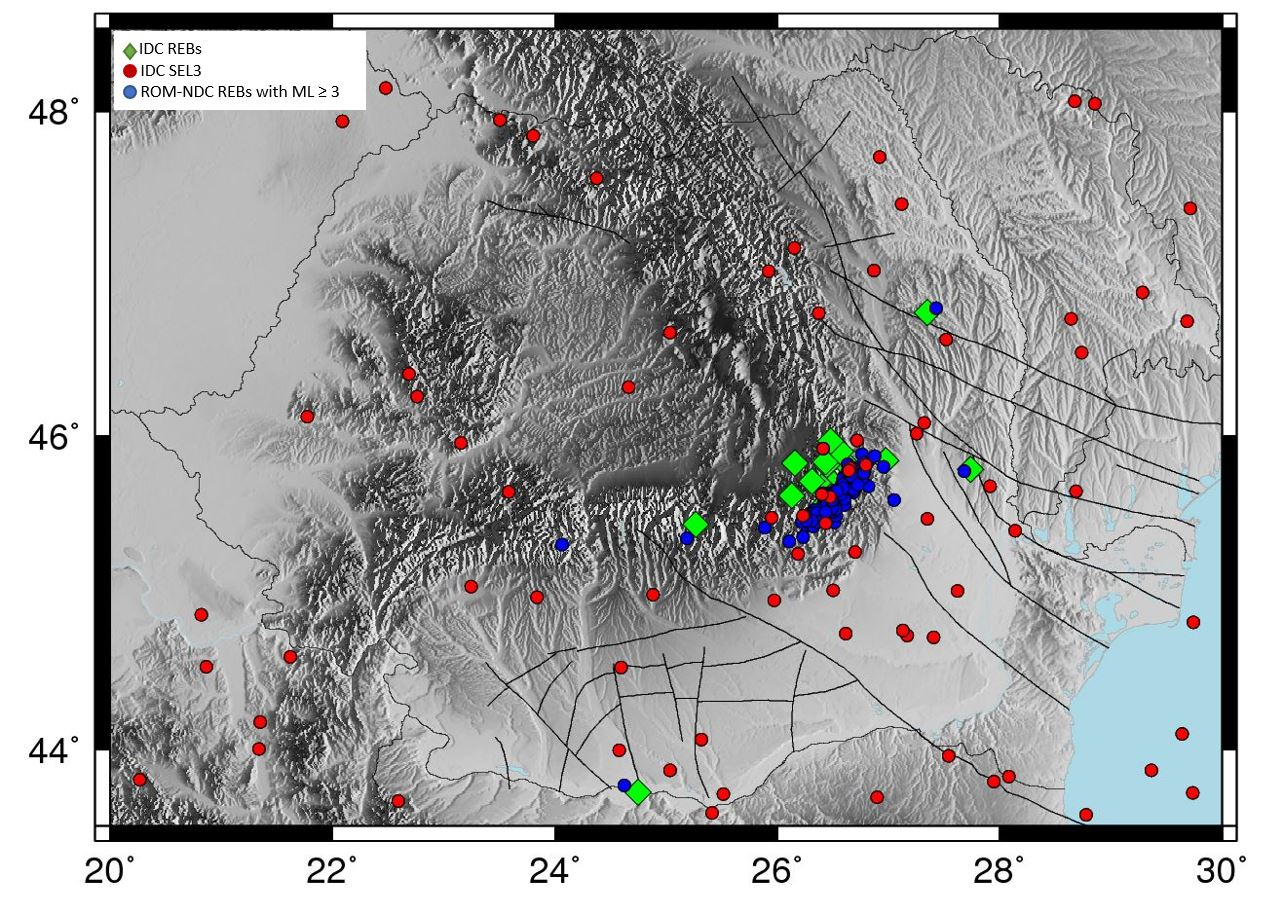 IDC REBs
IDC SEL3
ROM-NDC REBs with ML ≥ 3
48˚
46˚
44˚
20˚ 22˚ 24˚ 26˚ 28˚ 30˚